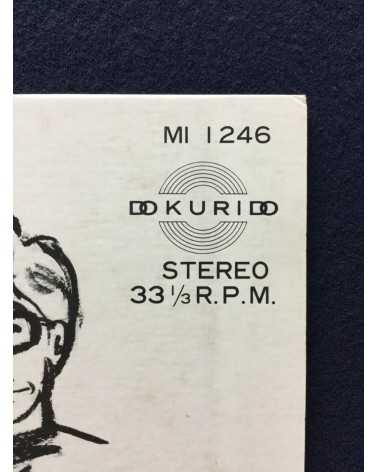 MI 1246
DOKURIDO
STEREO
33 ⅓ R.P.M.